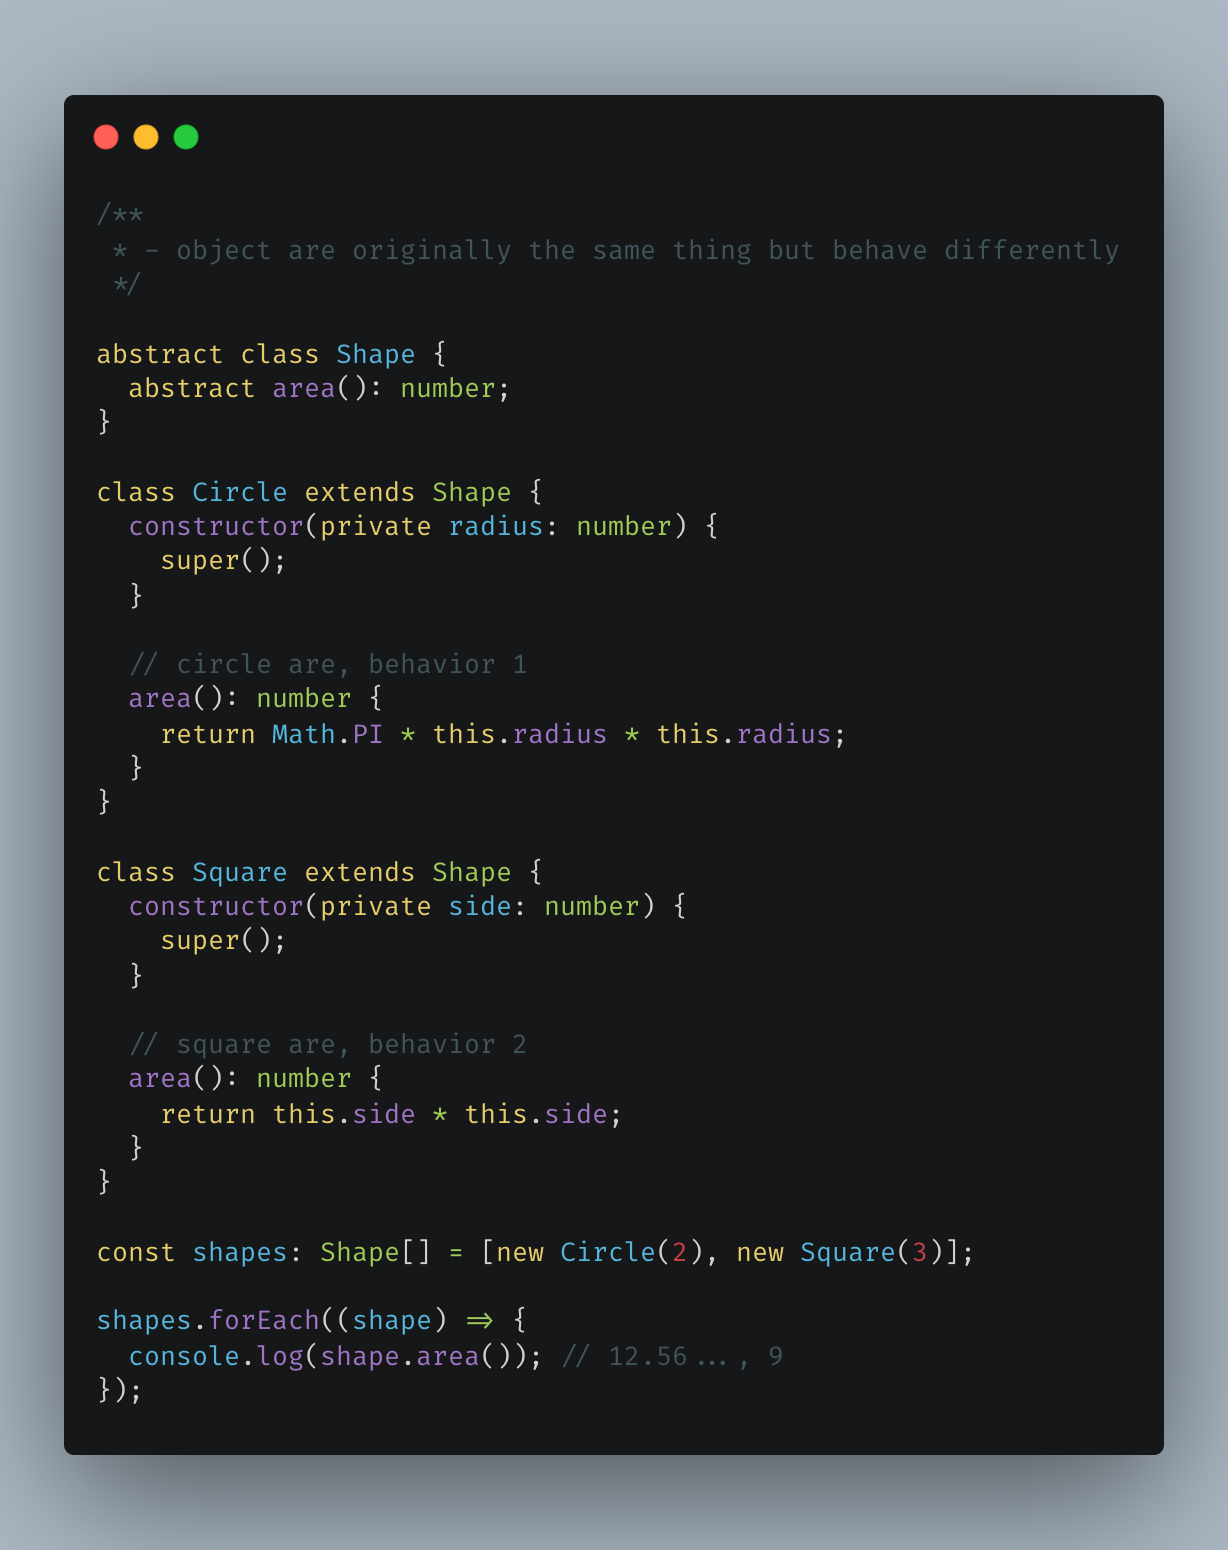 /**
 * - object are originally the same thing but behave differently
 */
abstract class Shape {
  abstract area(): number;
}
class Circle extends Shape {
  constructor(private radius: number) {
    super();
  }
  // circle are, behavior 1
  area(): number {
    return Math.PI * this.radius * this.radius;
  }
}
class Square extends Shape {
  constructor(private side: number) {
    super();
  }
  // square are, behavior 2
  area(): number {
    return this.side * this.side;
  }
}
const shapes: Shape[] = [new Circle(2), new Square(3)];
shapes.forEach((shape) => {
  console.log(shape.area()); // 12.56..., 9
});